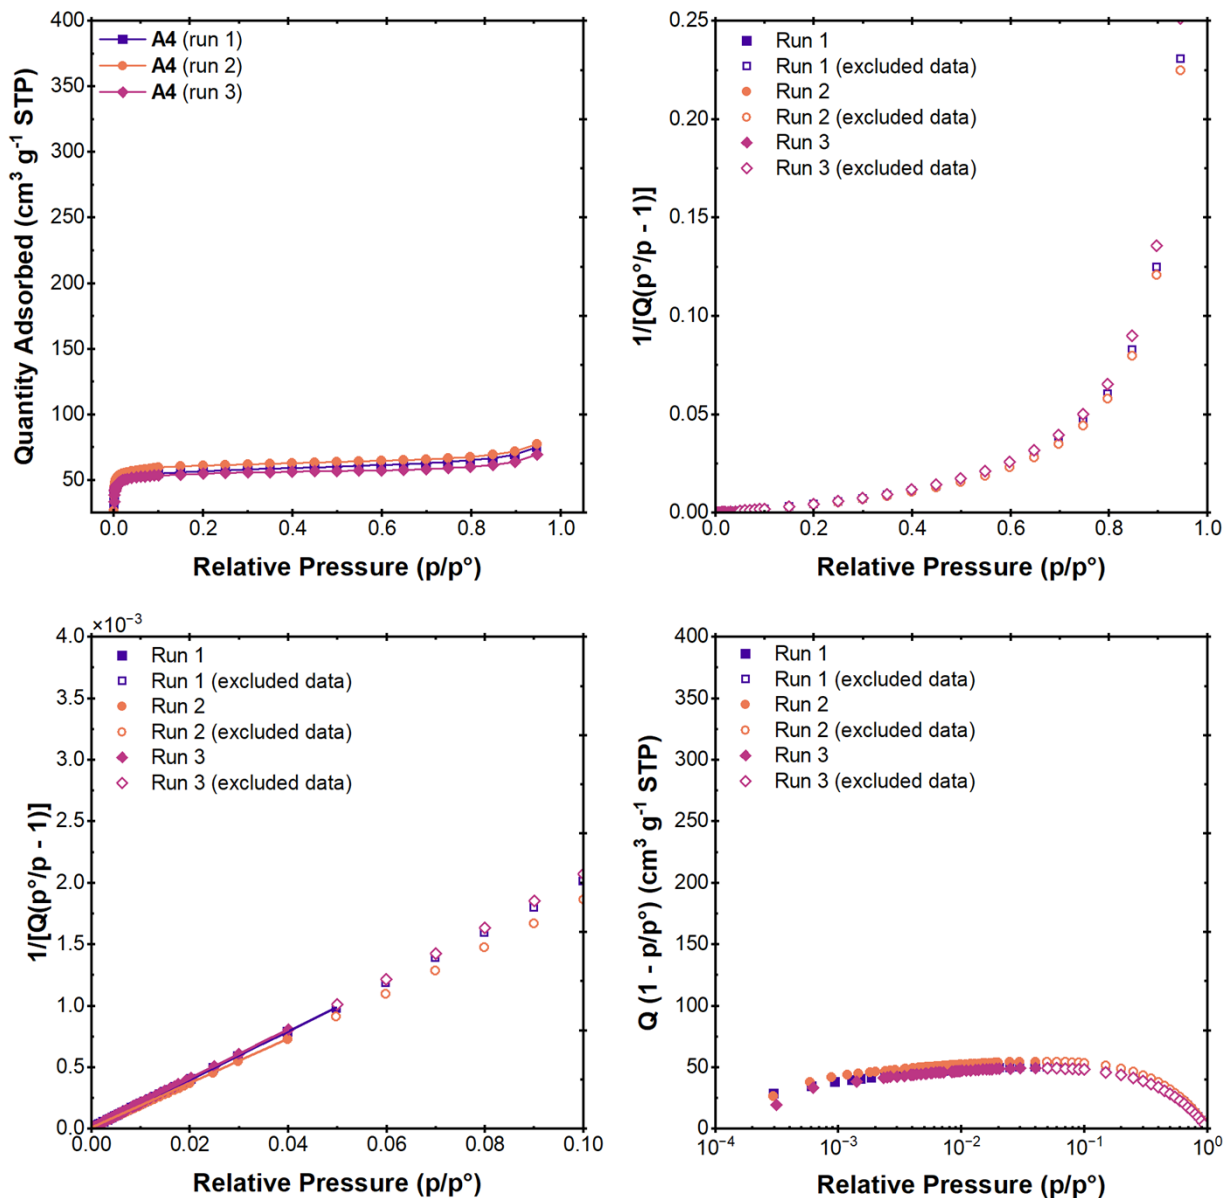 400
350
300
250
200
150
100
50
0.0 0.2 0.4 0.6 0.8 1.0
Quantity Adsorbed (cm³ g⁻¹ STP)
Relative Pressure (p/p°)
A4 (run 1)
A4 (run 2)
A4 (run 3)
0.25
0.20
0.15
0.10
0.05
0.00
0.0 0.2 0.4 0.6 0.8 1.0
1/[Q(p°/p - 1)]
Relative Pressure (p/p°)
Run 1
Run 1 (excluded data)
Run 2
Run 2 (excluded data)
Run 3
Run 3 (excluded data)
×10⁻³
4.0
3.5
3.0
2.5
2.0
1.5
1.0
0.5
0.0
0.00 0.02 0.04 0.06 0.08 0.10
1/[Q(p°/p - 1)]
Relative Pressure (p/p°)
Run 1
Run 1 (excluded data)
Run 2
Run 2 (excluded data)
Run 3
Run 3 (excluded data)
400
350
300
250
200
150
100
50
0
10⁻⁴ 10⁻³ 10⁻² 10⁻¹ 10⁰
Q (1 - p/p°) (cm³ g⁻¹ STP)
Relative Pressure (p/p°)
Run 1
Run 1 (excluded data)
Run 2
Run 2 (excluded data)
Run 3
Run 3 (excluded data)